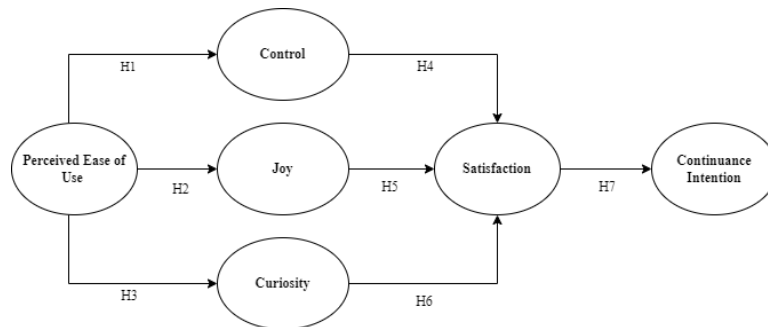 Control
H1
H4
Perceived Ease of
Use
Joy
Satisfaction
Continuance
Intention
H2
H5
H7
Curiosity
H3
H6